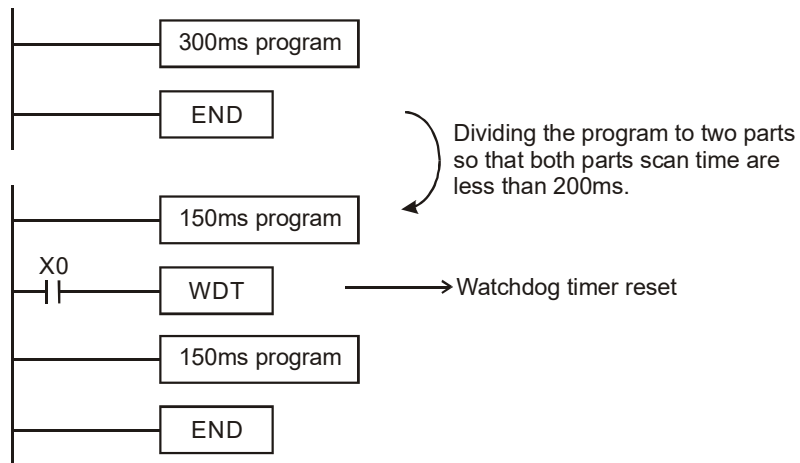 300ms program
END
Dividing the program to two parts
so that both parts scan time are
less than 200ms.
150ms program
X0
WDT
Watchdog timer reset
150ms program
END